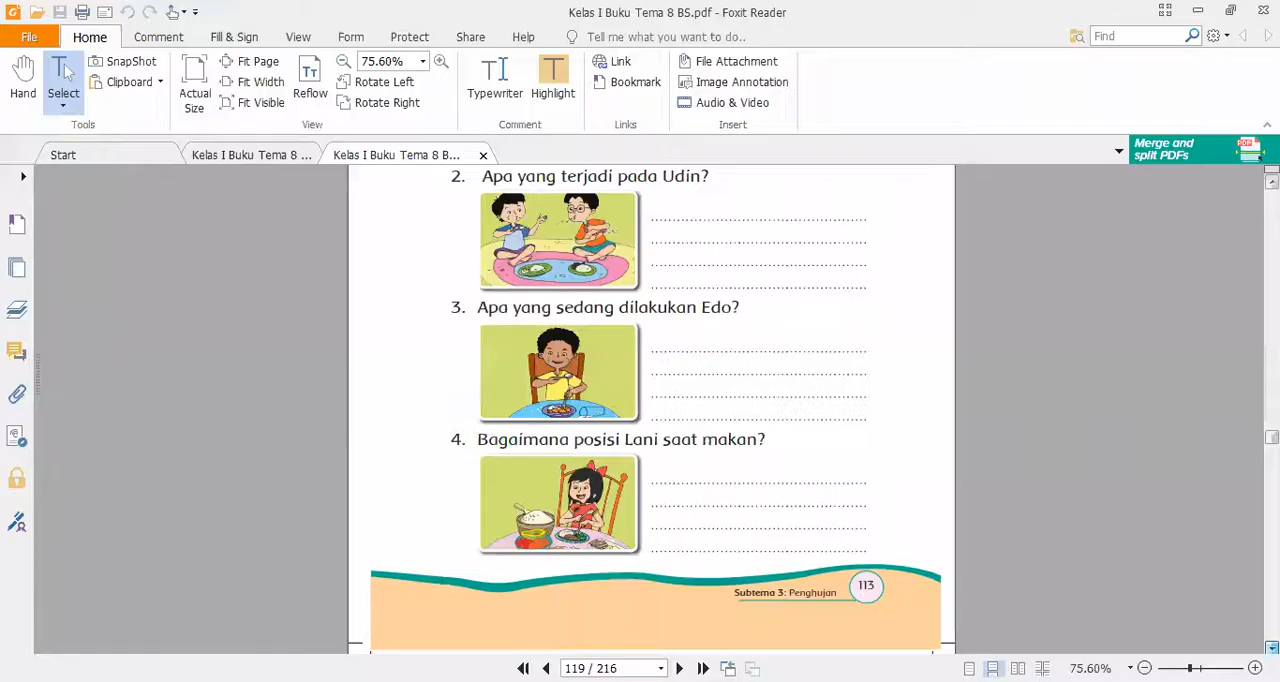 Kelas I Buku Tema 8 BS.pdf - Foxit Reader
File Home Comment Fill & Sign View Form Protect Share Help Tell me what you want to do.. Find
SnapShot Fit Page 75.60% Link File Attachment
Clipboard Fit Width Rotate Left Bookmark Image Annotation
Hand Select Actual Size Fit Visible Reflow Rotate Right Typewriter Highlight Audio & Video
Tools View Comment Links Insert
Start Kelas I Buku Tema 8 ... Kelas I Buku Tema 8 B...
Merge and
split PDFs
2. Apa yang terjadi pada Udin?
3. Apa yang sedang dilakukan Edo?
4. Bagaimana posisi Lani saat makan?
Subtema 3: Penghujan 113
119 / 216 75.60%